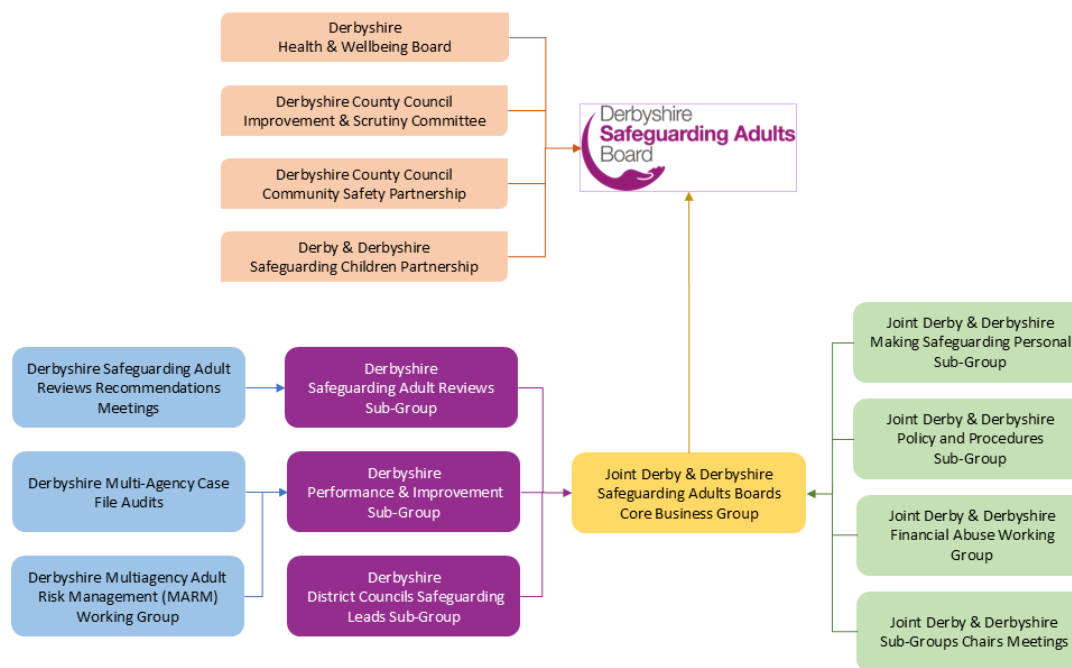 Derbyshire
Health & Wellbeing Board
Derbyshire County Council
Improvement & Scrutiny Committee
Derbyshire County Council
Community Safety Partnership
Derby & Derbyshire
Safeguarding Children Partnership
Derbyshire
Safeguarding Adults
Board
Derbyshire Safeguarding Adult
Reviews Recommendations
Meetings
Derbyshire Multi-Agency Case
File Audits
Derbyshire Multiagency Adult
Risk Management (MARM)
Working Group
Derbyshire
Safeguarding Adult Reviews
Sub-Group
Derbyshire
Performance & Improvement
Sub-Group
Derbyshire
District Councils Safeguarding
Leads Sub-Group
Joint Derby & Derbyshire
Safeguarding Adults Boards
Core Business Group
Joint Derby & Derbyshire
Making Safeguarding Personal
Sub-Group
Joint Derby & Derbyshire
Policy and Procedures
Sub-Group
Joint Derby & Derbyshire
Financial Abuse Working
Group
Joint Derby & Derbyshire
Sub-Groups Chairs Meetings